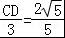 CD/3 = 2√5/5